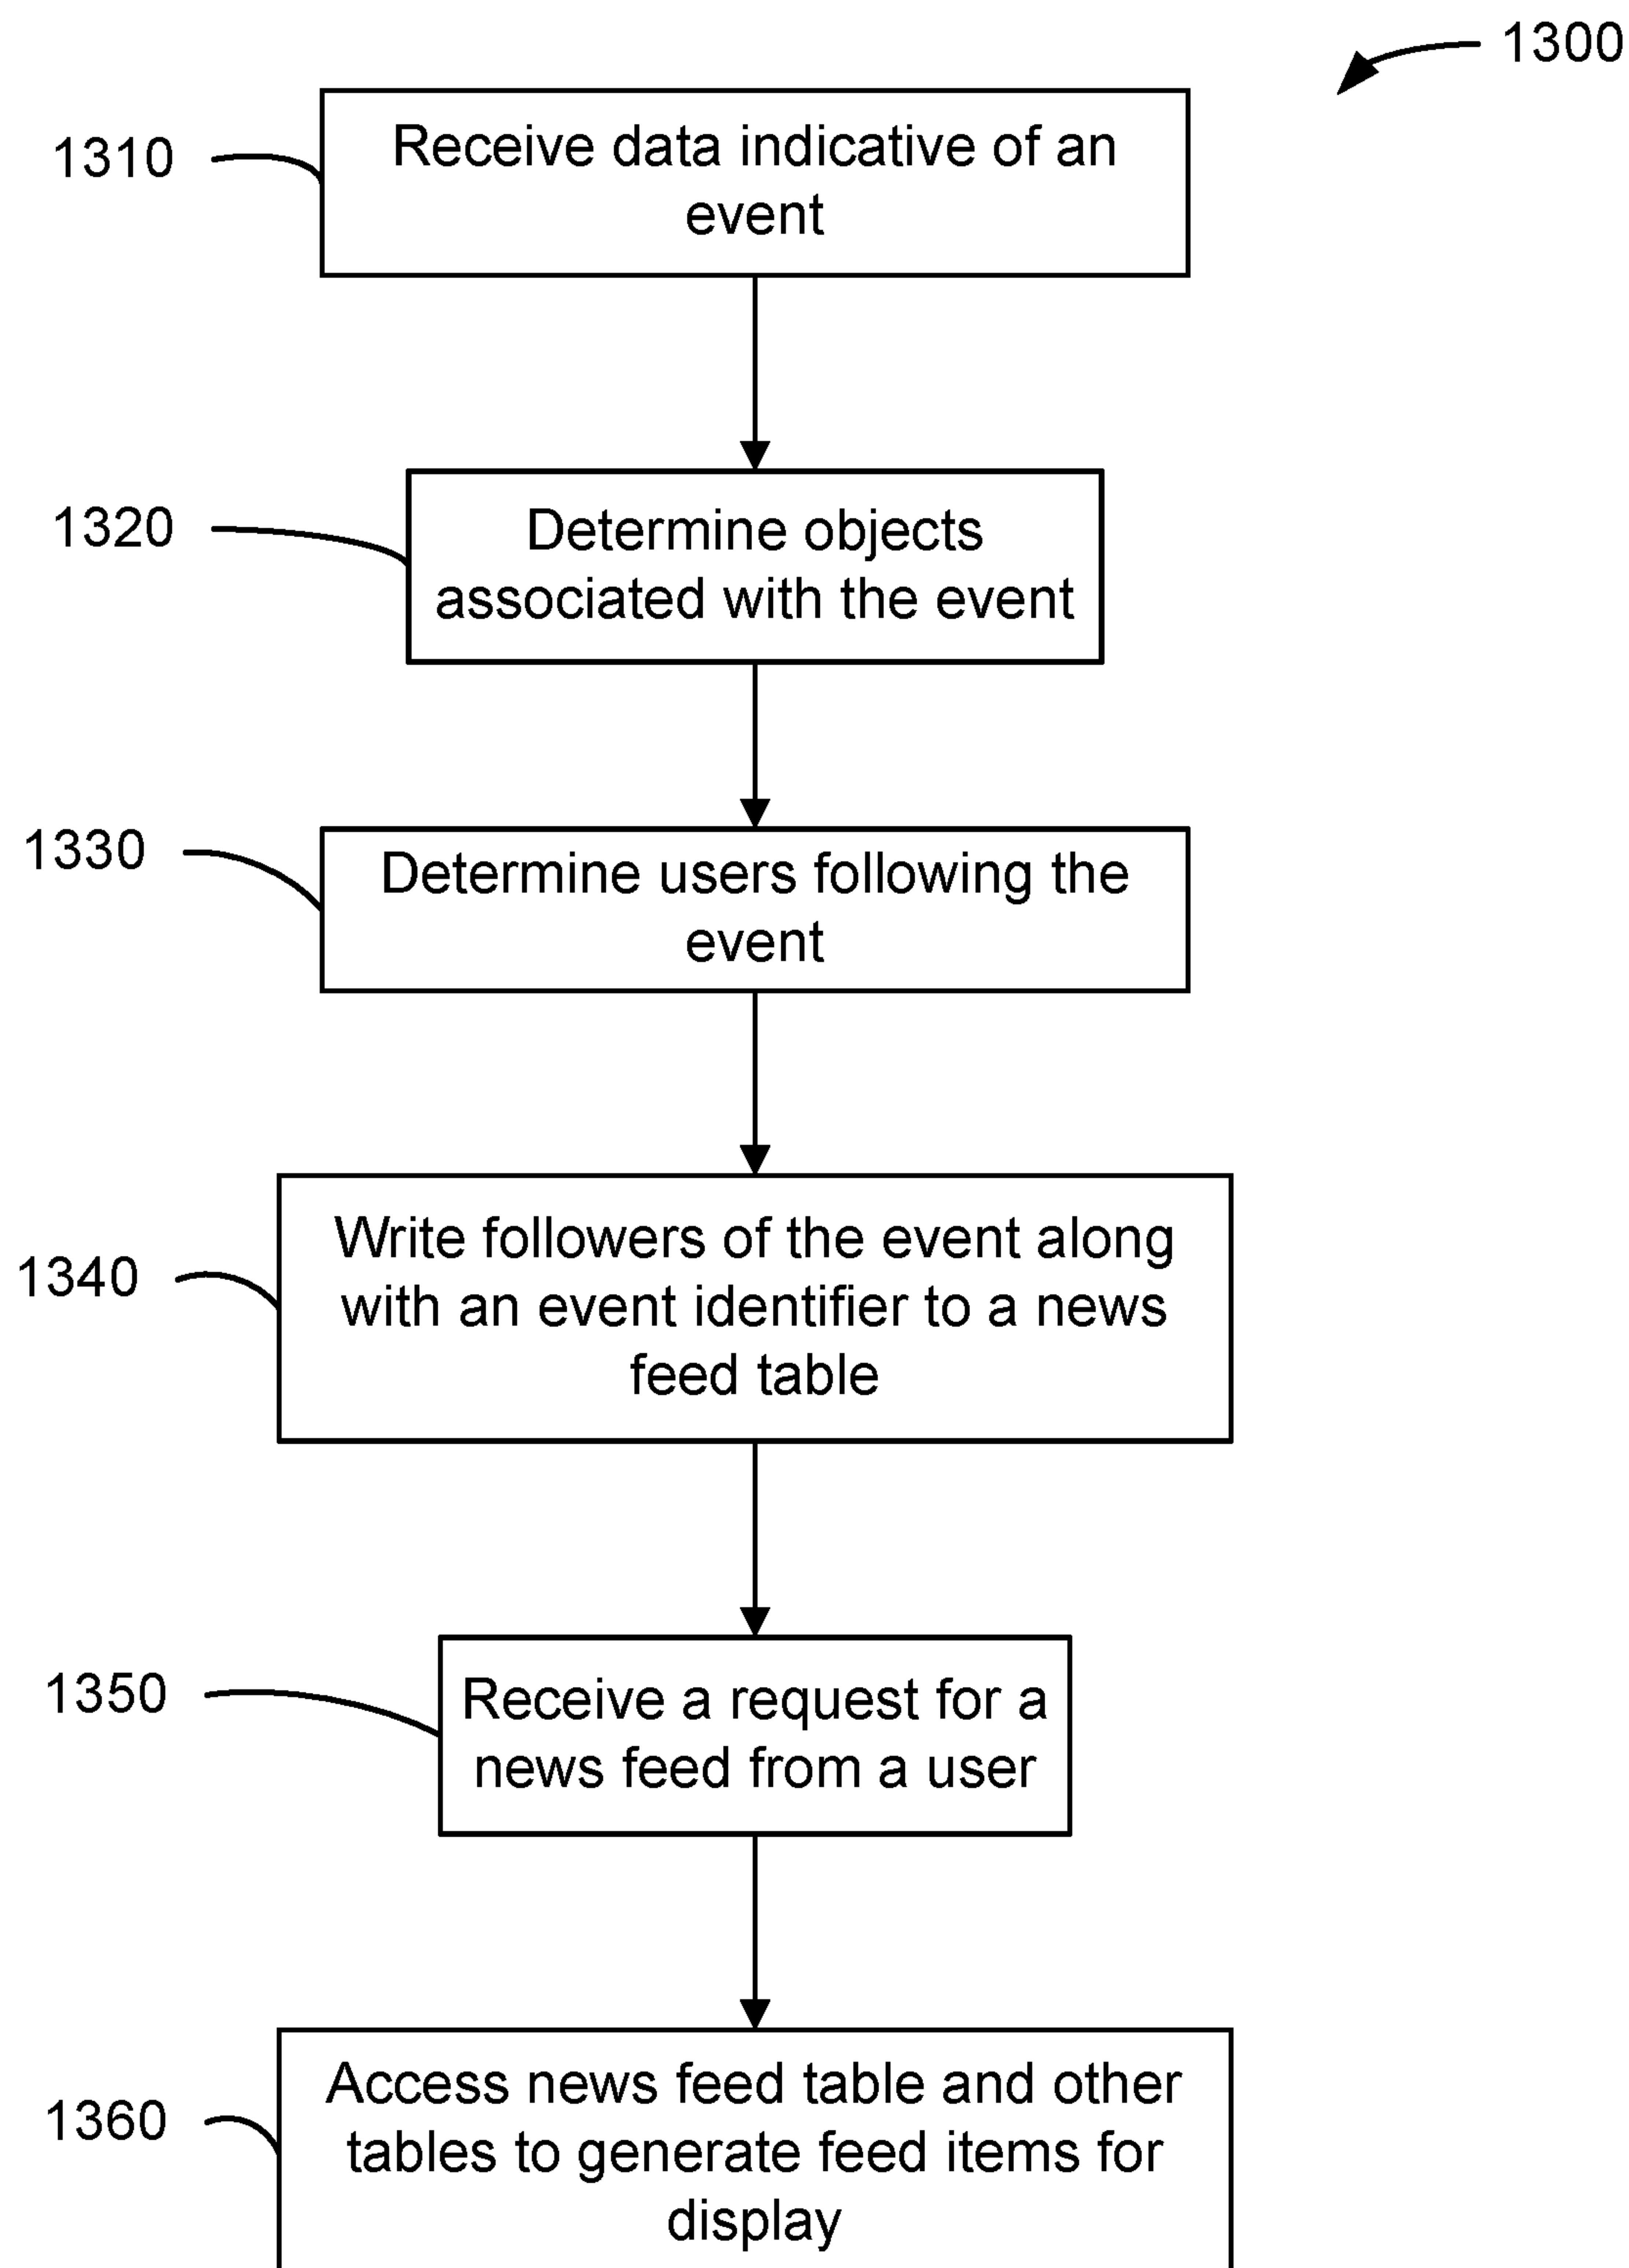 1300
1310
Receive data indicative of an
event
1320
Determine objects
associated with the event
1330
Determine users following the
event
1340
Write followers of the event along
with an event identifier to a news
feed table
1350
Receive a request for a
news feed from a user
1360
Access news feed table and other
tables to generate feed items for
display